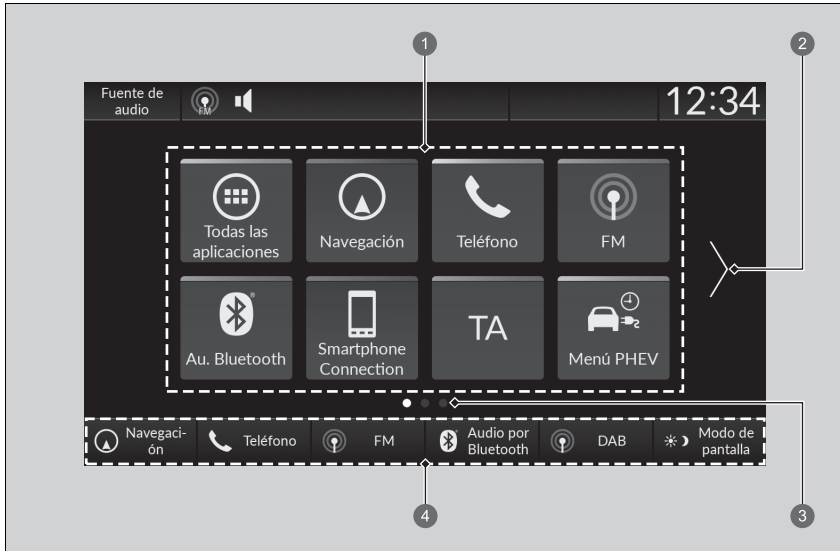 1
2
Fuente de
audio
FM
12:34
Todas las
aplicaciones
Navegación
Teléfono
FM
Au. Bluetooth
Smartphone
Connection
TA
Menú PHEV
Navegaci-
ón
Teléfono
FM
Audio por
Bluetooth
DAB
Modo de
pantalla
4
3